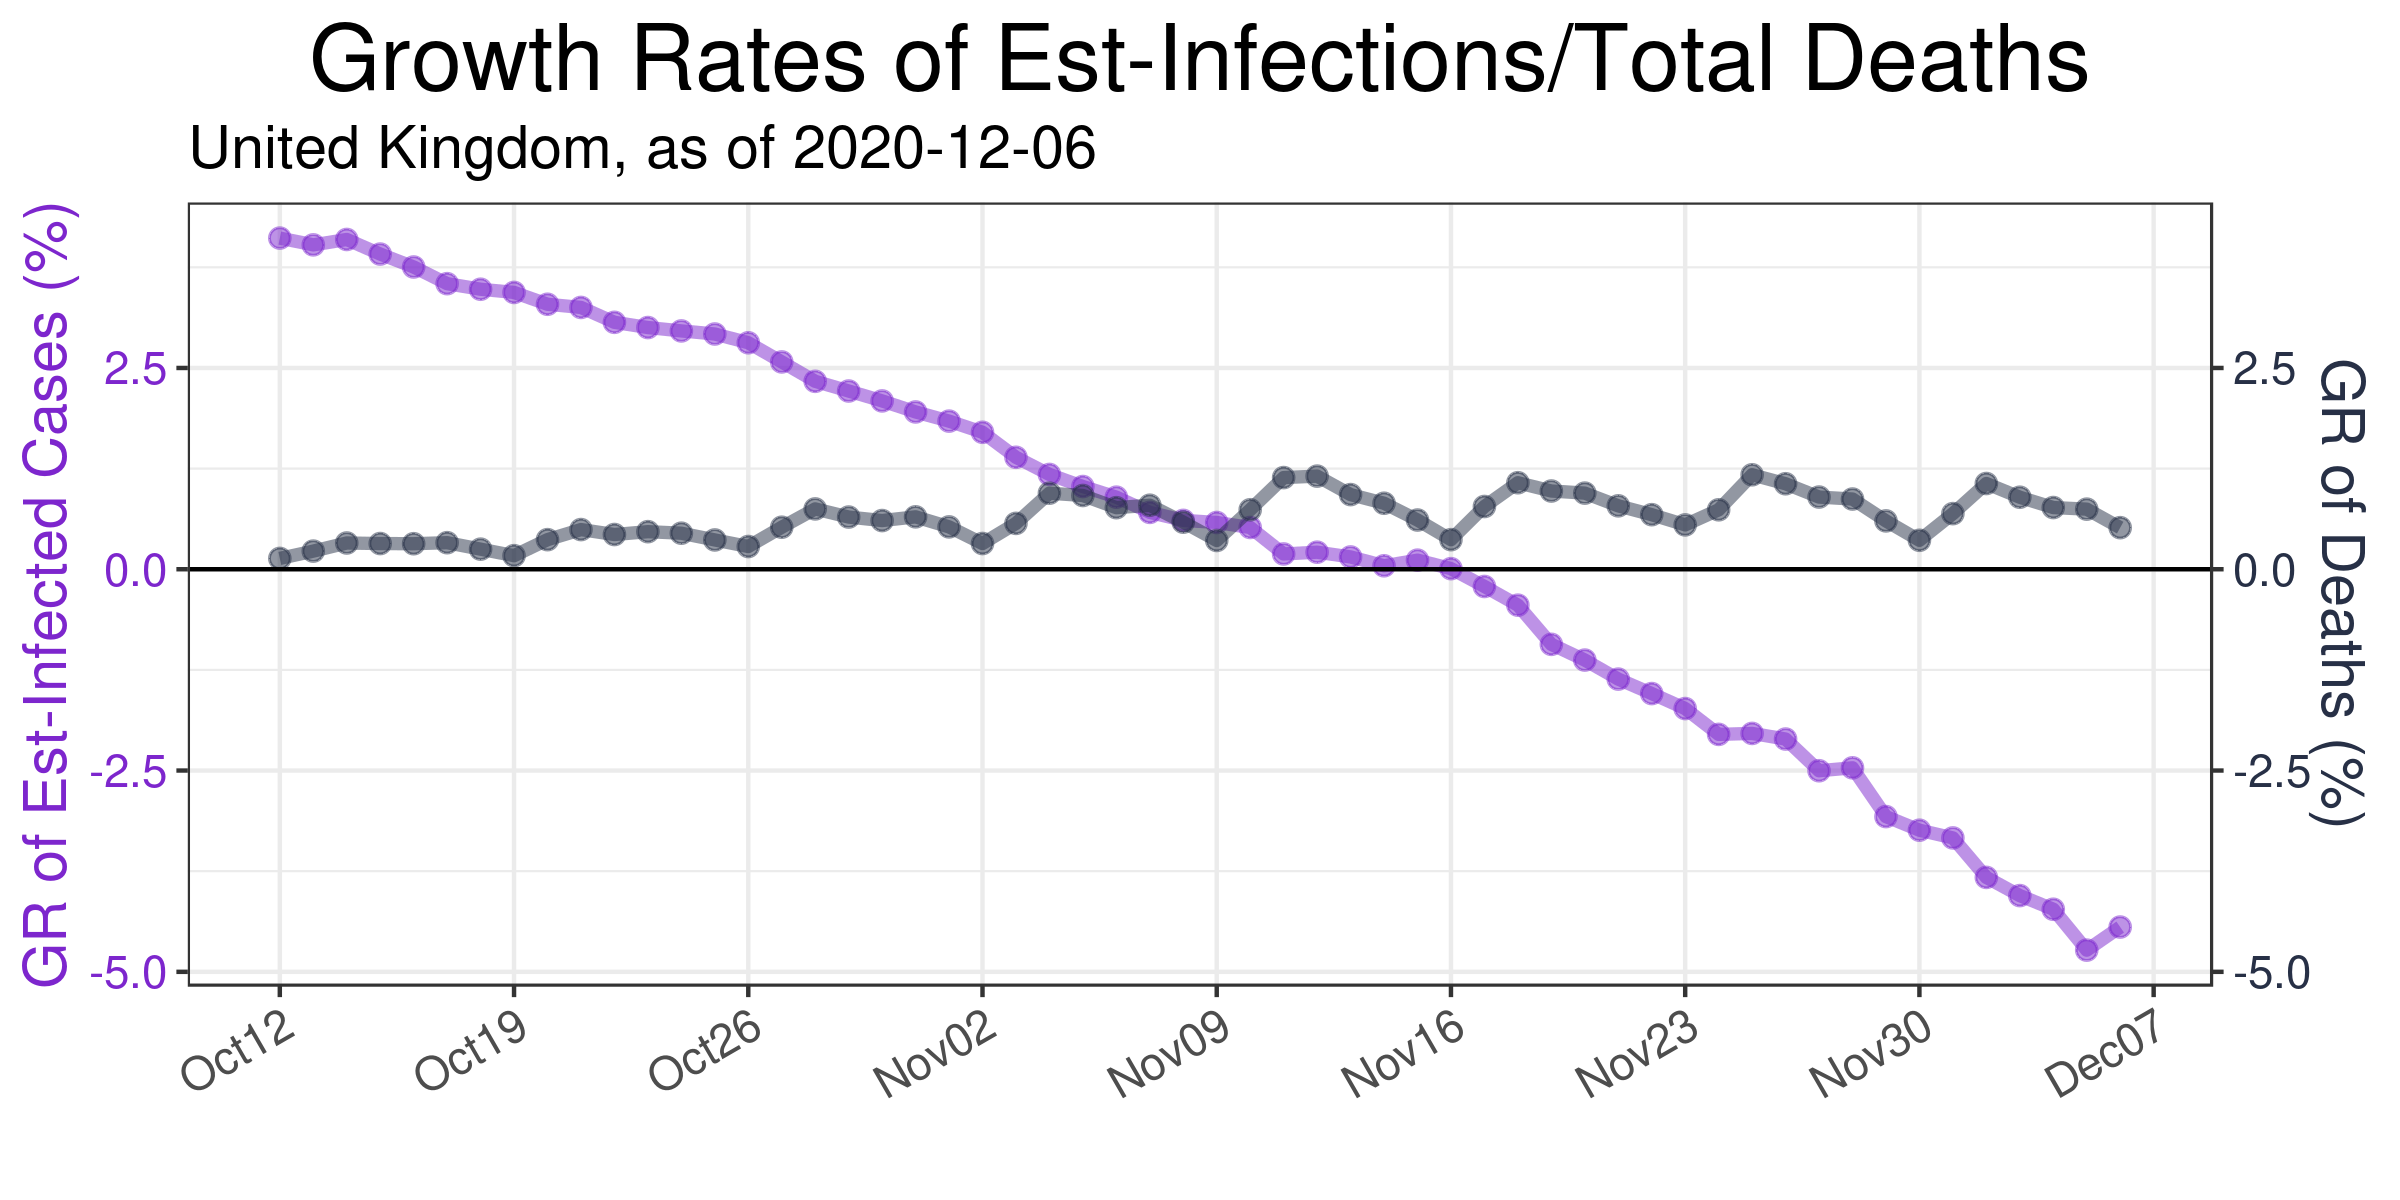 Growth Rates of Est-Infections/Total Deaths
United Kingdom, as of 2020-12-06
GR of Est-Infected Cases (%)
2.5
0.0
-2.5
-5.0
2.5
0.0
-2.5
-5.0
GR of Deaths (%)
Oct12
Oct19
Oct26
Nov02
Nov09
Nov16
Nov23
Nov30
Dec07